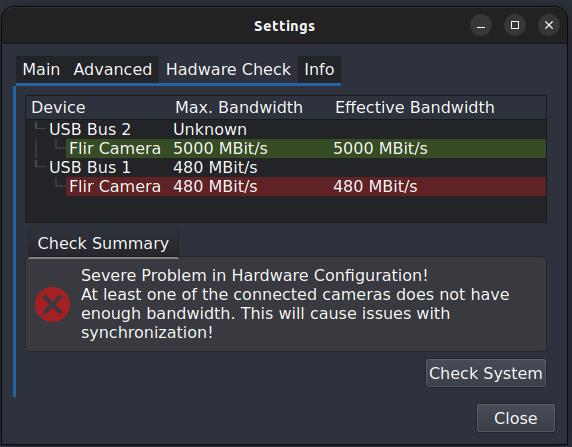 Settings
Main Advanced Hadware Check Info
Device Max. Bandwidth Effective Bandwidth
USB Bus 2 Unknown
Flir Camera 5000 MBit/s 5000 MBit/s
USB Bus 1 480 MBit/s
Flir Camera 480 MBit/s 480 MBit/s
Check Summary
Severe Problem in Hardware Configuration!
At least one of the connected cameras does not have
enough bandwidth. This will cause issues with
synchronization!
Check System
Close